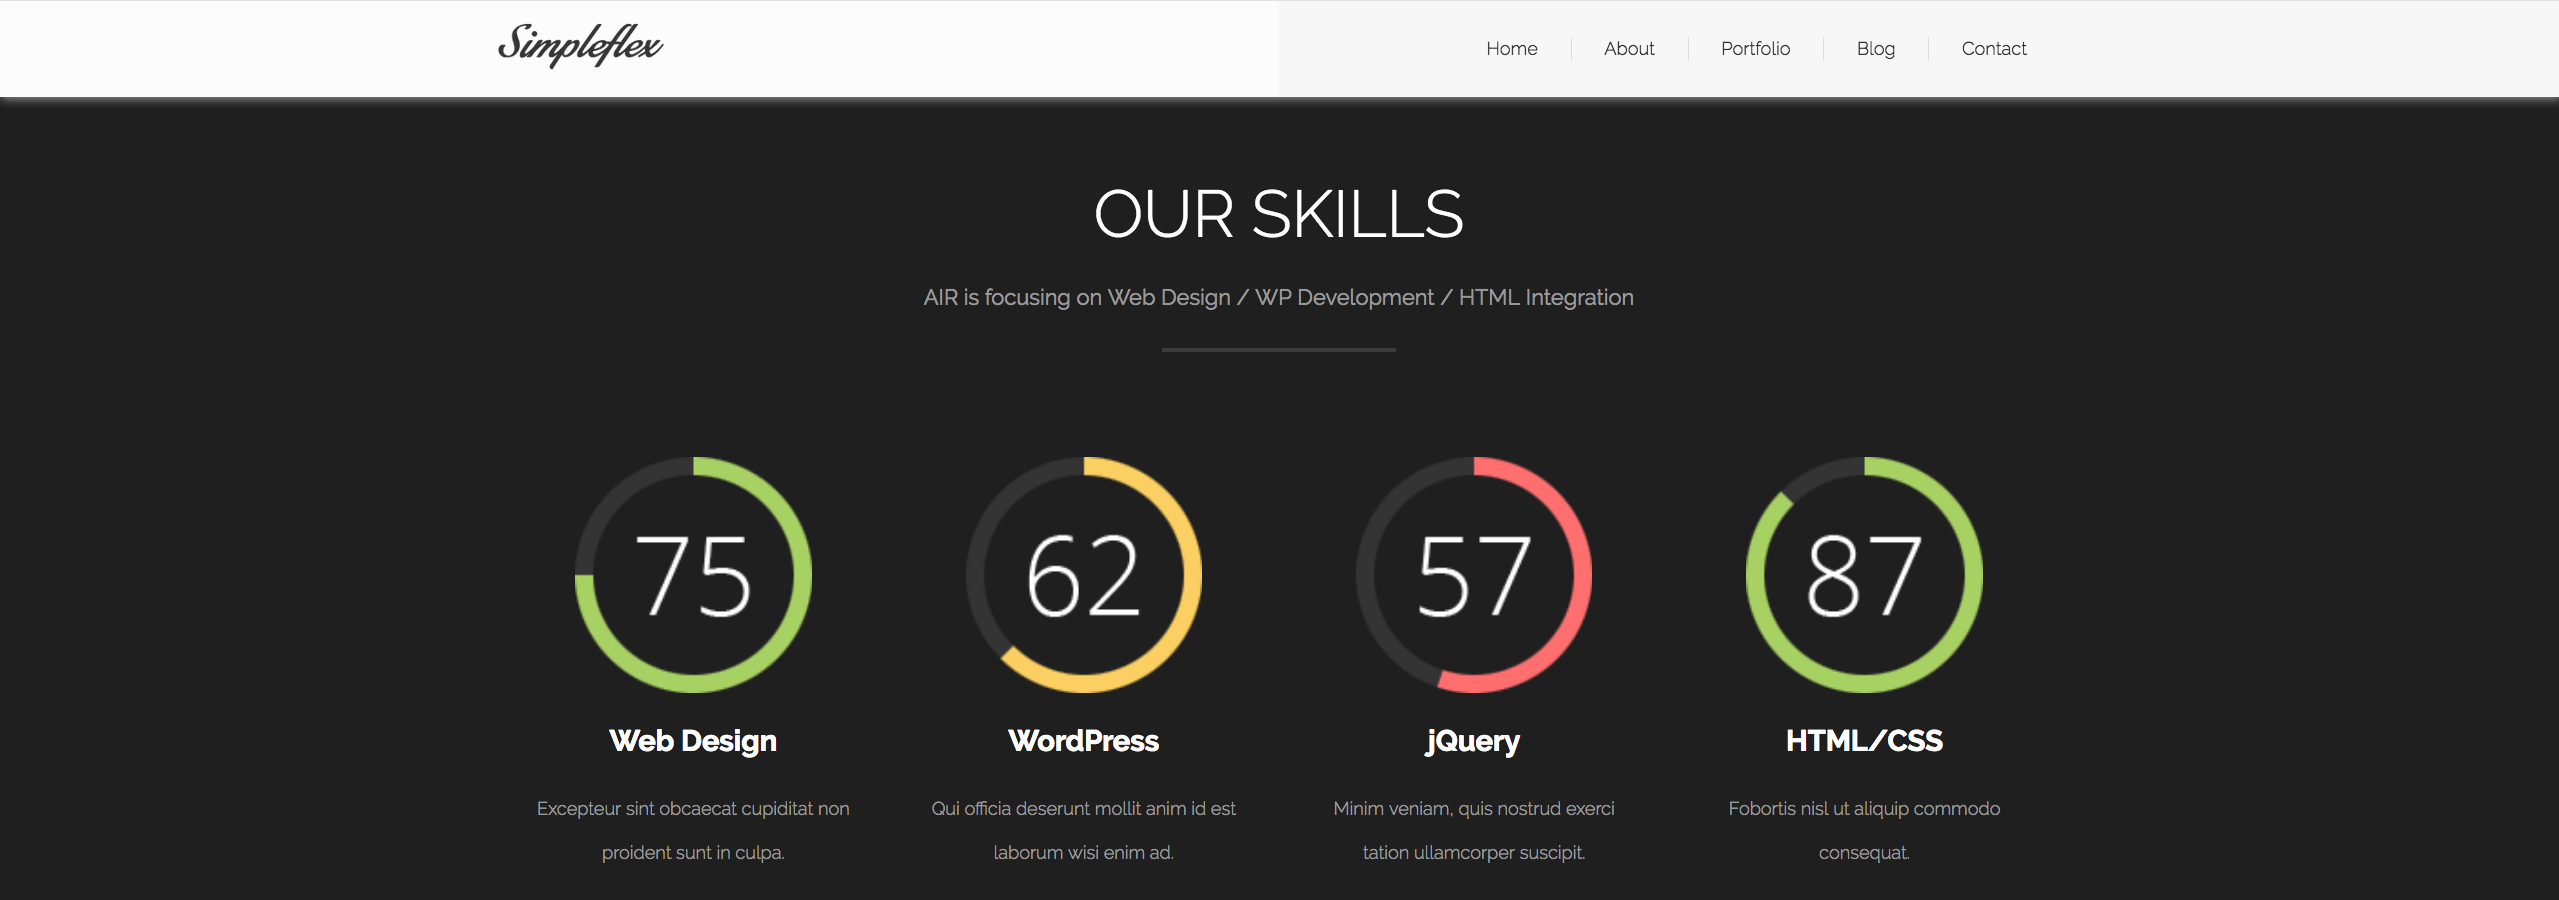 Simpleflex
Home About Portfolio Blog Contact
OUR SKILLS
AIR is focusing on Web Design / WP Development / HTML Integration
75 62 57 87
Web Design WordPress jQuery HTML/CSS
Excepteur sint obcaecat cupiditat non
proident sunt in culpa.
Qui officia deserunt mollit anim id est
laborum wisi enim ad.
Minim veniam, quis nostrud exerci
tation ullamcorper suscipit.
Fobortis nisl ut aliquip commodo
consequat.